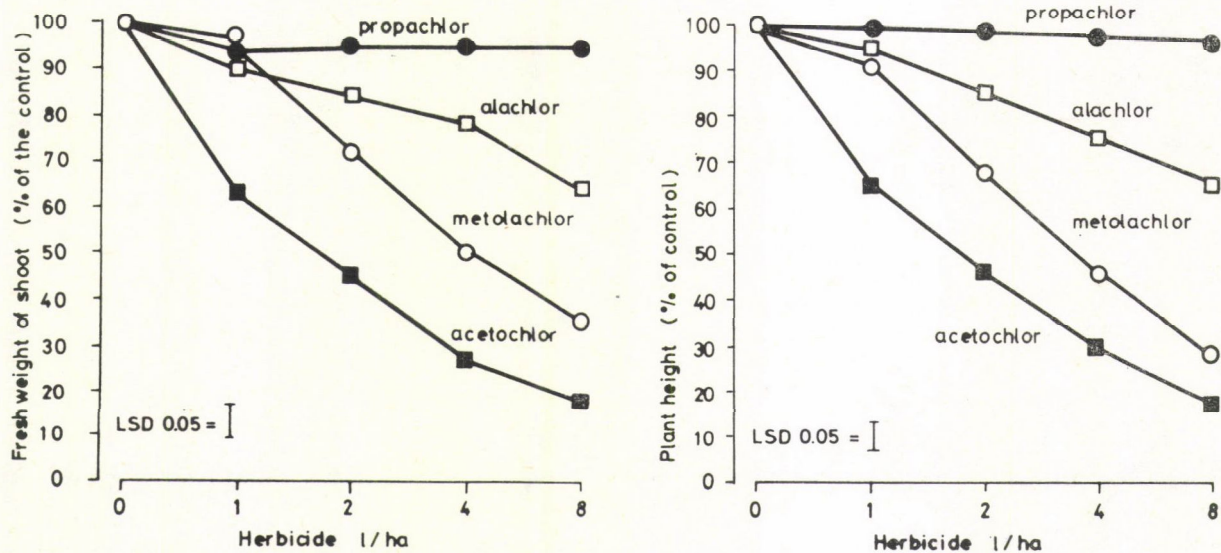 Fresh weight of shoot (% of the control)
100
90
80
70
60
50
40
30
20
10
0
propachlor
alachlor
metolachlor
acetochlor
LSD 0.05 =
0 1 2 4 8
Herbicide l/ha
Plant height (% of control)
100
90
80
70
60
50
40
30
20
10
0
propachlor
alachlor
metolachlor
acetochlor
LSD 0.05 =
0 1 2 4 8
Herbicide l/ha